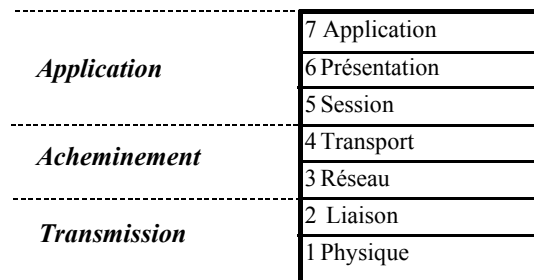 7 Application
Application
6 Présentation
5 Session
4 Transport
Acheminement
3 Réseau
2 Liaison
Transmission
1 Physique